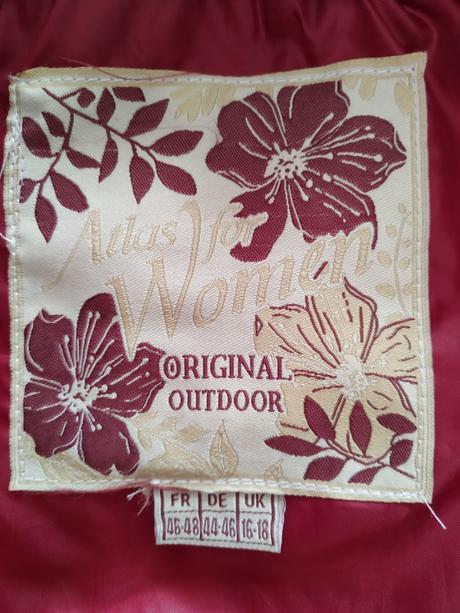 Atlas for
Women
ORIGINAL
OUTDOOR
FR DE UK
46-48 44-46 16-18